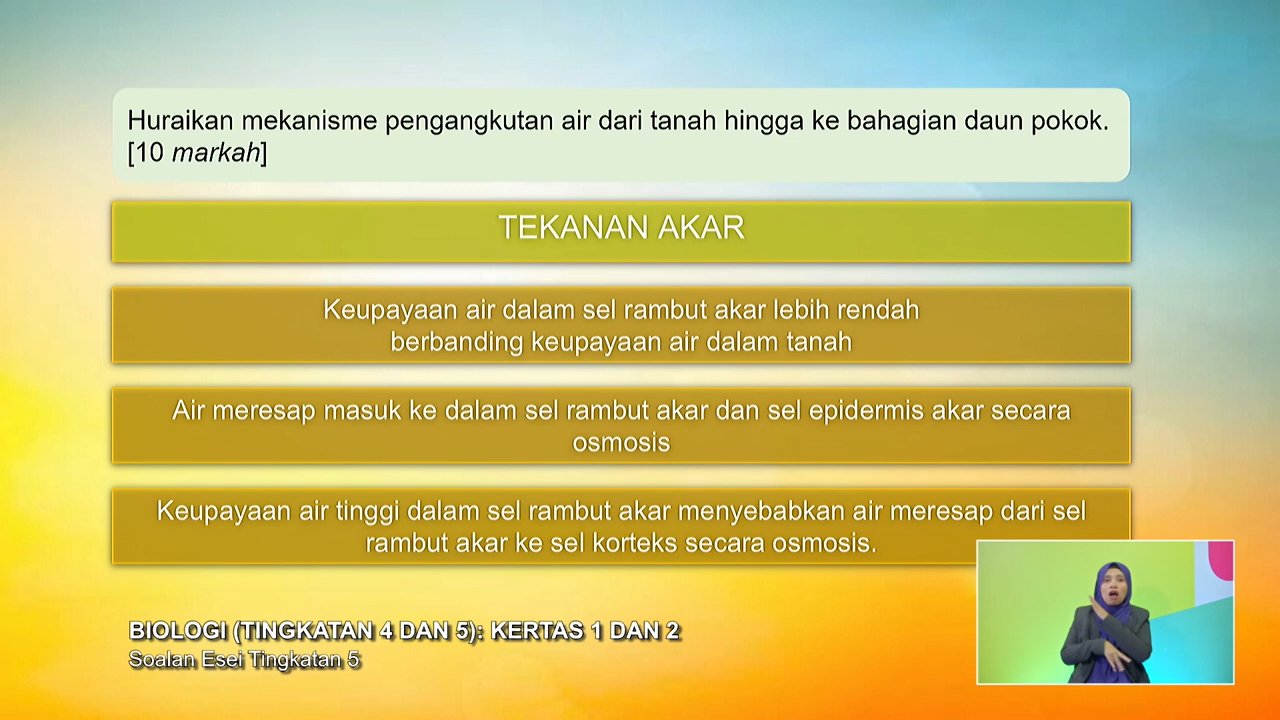 Huraikan mekanisme pengangkutan air dari tanah hingga ke bahagian daun pokok.
[10 markah]
TEKANAN AKAR
Keupayaan air dalam sel rambut akar lebih rendah
berbanding keupayaan air dalam tanah
Air meresap masuk ke dalam sel rambut akar dan sel epidermis akar secara
osmosis
Keupayaan air tinggi dalam sel rambut akar menyebabkan air meresap dari sel
rambut akar ke sel korteks secara osmosis.
BIOLOGI (TINGKATAN 4 DAN 5): KERTAS 1 DAN 2
Soalan Esei Tingkatan 5